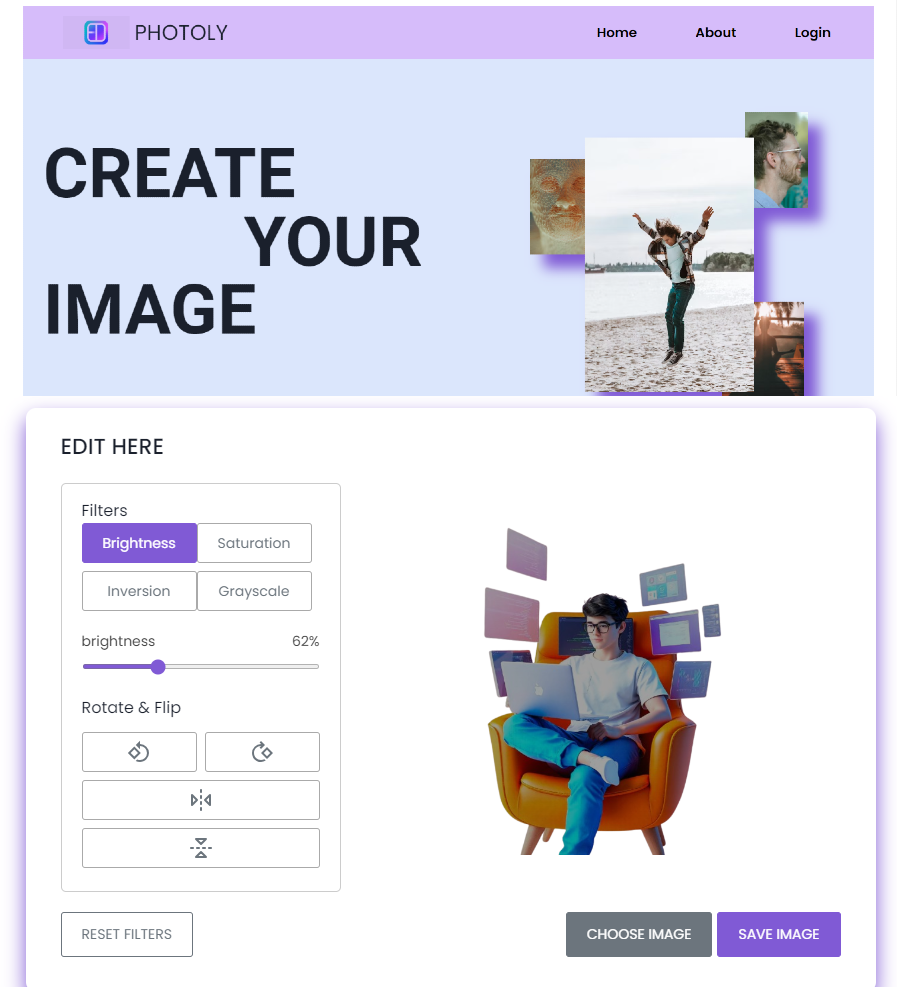 PHOTOLY
Home About Login
CREATE
YOUR
IMAGE
EDIT HERE
Filters
Brightness Saturation
Inversion Grayscale
brightness 62%
Rotate & Flip
RESET FILTERS CHOOSE IMAGE SAVE IMAGE